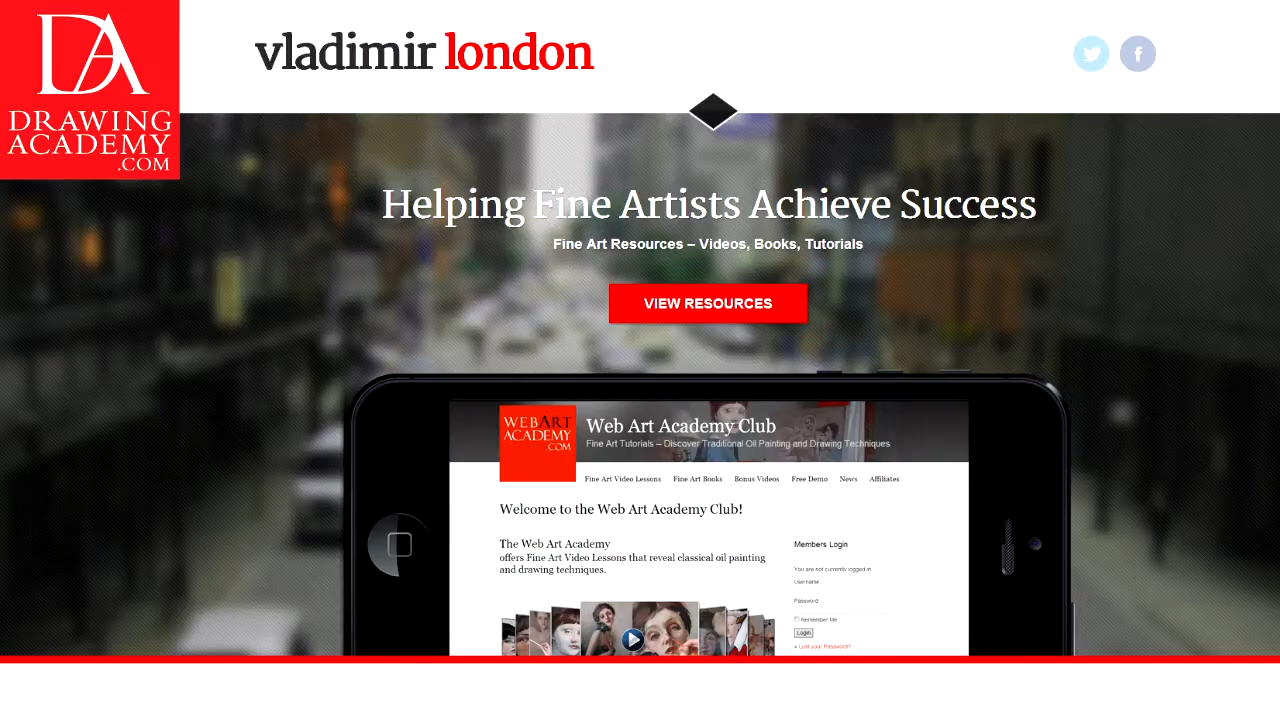 DA
DRAWING
ACADEMY
.COM
vladimir london
Helping Fine Artists Achieve Success
Fine Art Resources – Videos, Books, Tutorials
VIEW RESOURCES
WEBART
ACADEMY
.COM
Web Art Academy Club
Fine Art Tutorials – Discover Traditional Oil Painting and Drawing Techniques
Fine Art Video Lessons Fine Art Books Bonus Videos Free Demo News Affiliates
Welcome to the Web Art Academy Club!
The Web Art Academy
offers Fine Art Video Lessons that reveal classical oil painting
and drawing techniques.
Members Login
You are not currently logged in
Username
Password
Remember Me
Login
» Lost your Password?